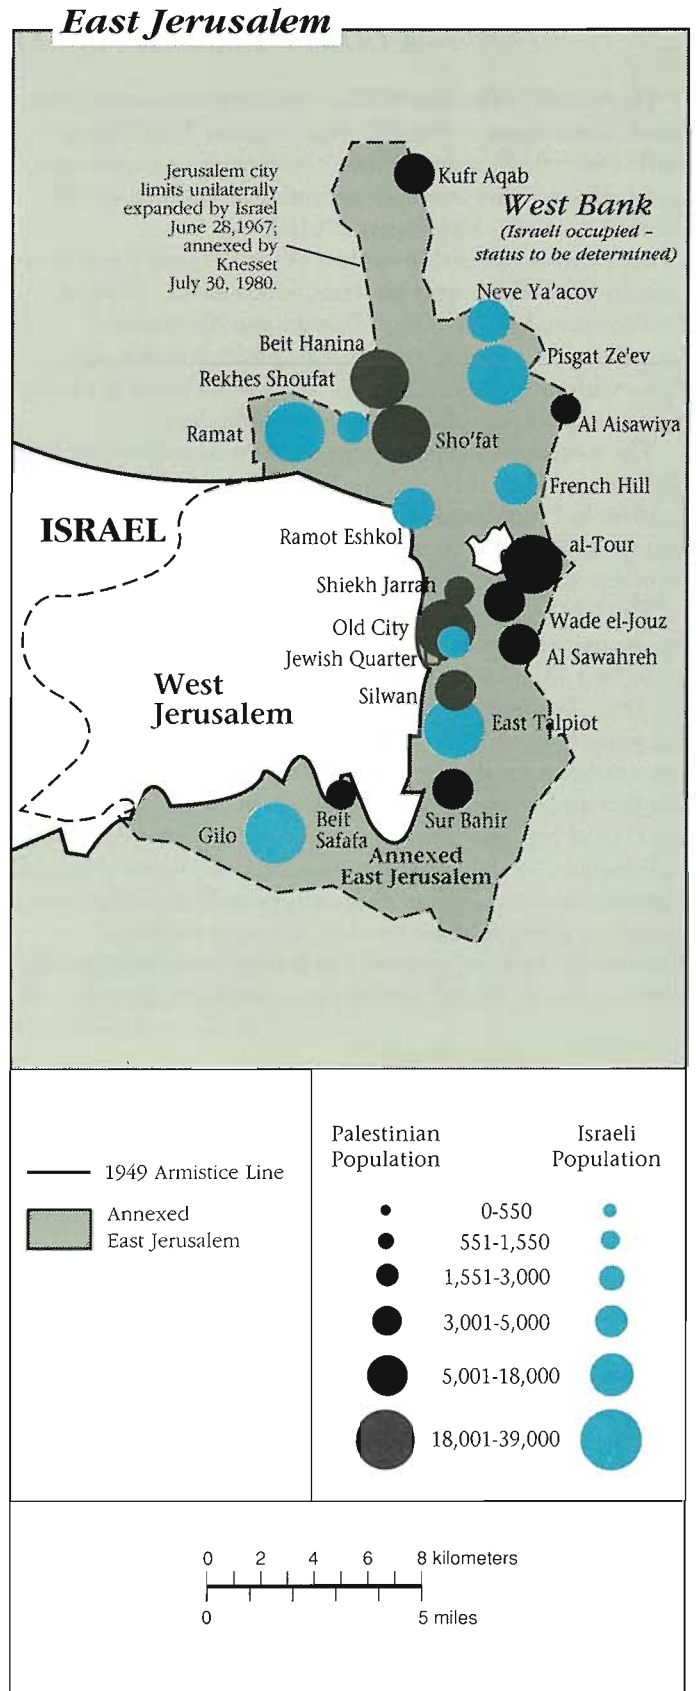 East Jerusalem
Jerusalem city
limits unilaterally
expanded by Israel
June 28,1967;
annexed by
Knesset
July 30, 1980.
Kufr Aqab
West Bank
(Israeli occupied –
status to be determined)
Neve Ya'acov
Beit Hanina
Pisgat Ze'ev
Rekhes Shoufat
Al Aisawiya
Ramat
Sho'fat
French Hill
ISRAEL
Ramot Eshkol
al-Tour
Shiekh Jarrah
Wade el-Jouz
Old City
Jewish Quarter
Al Sawahreh
West
Jerusalem
Silwan
East Talpiot
Gilo
Beit
Safafa
Sur Bahir
Annexed
East Jerusalem
1949 Armistice Line
Annexed
East Jerusalem
Palestinian
Population
Israeli
Population
0-550
551-1,550
1,551-3,000
3,001-5,000
5,001-18,000
18,001-39,000
0 2 4 6 8 kilometers
0 5 miles